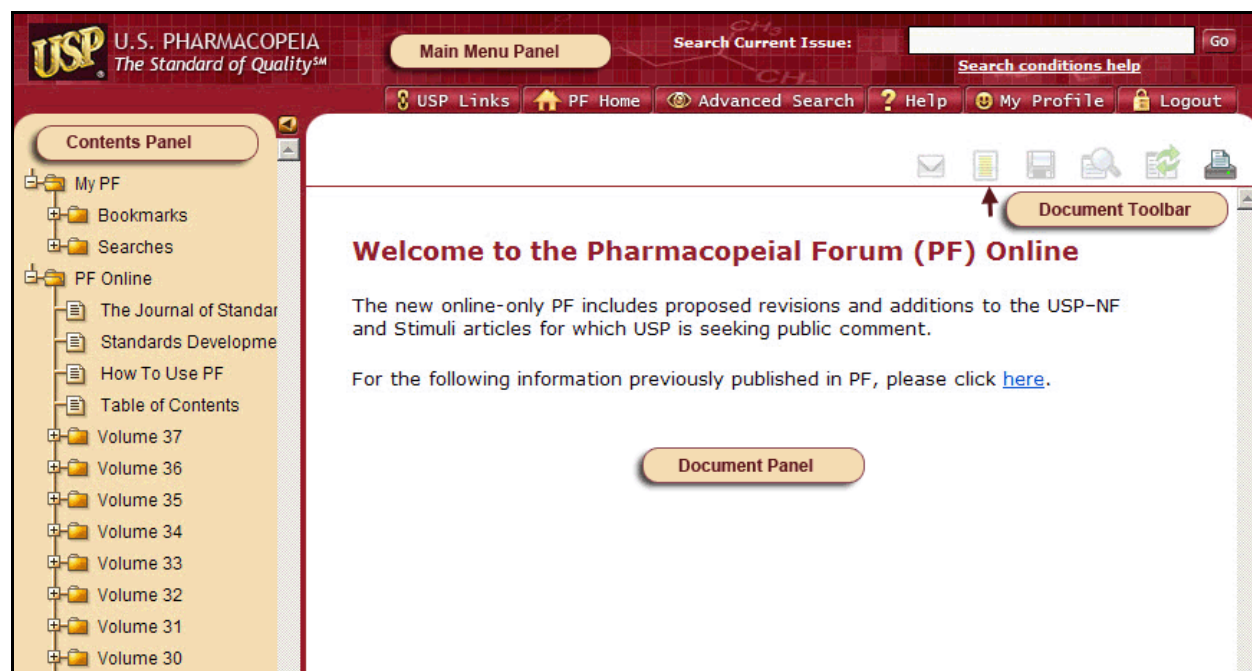 USP U.S. PHARMACOPEIA
The Standard of Quality℠
Main Menu Panel
Search Current Issue:
GO
Search conditions help
CH₃
CH₂
USP Links
PF Home
Advanced Search
Help
My Profile
Logout
Contents Panel
My PF
Bookmarks
Searches
PF Online
The Journal of Standar
Standards Developme
How To Use PF
Table of Contents
Volume 37
Volume 36
Volume 35
Volume 34
Volume 33
Volume 32
Volume 31
Volume 30
Document Toolbar
Welcome to the Pharmacopeial Forum (PF) Online
The new online-only PF includes proposed revisions and additions to the USP–NF
and Stimuli articles for which USP is seeking public comment.
For the following information previously published in PF, please click here.
Document Panel